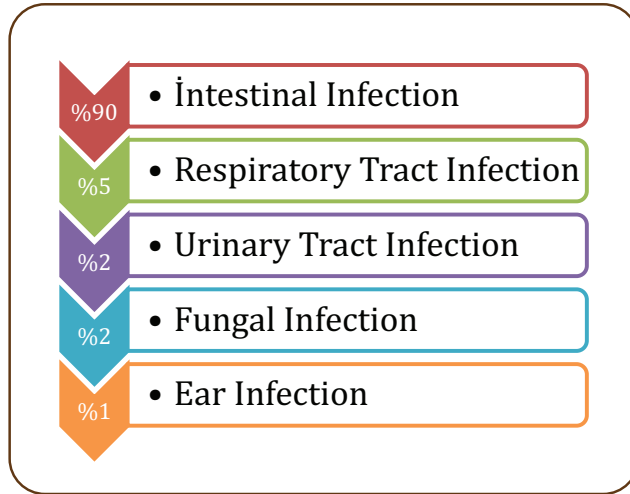 %90
• İntestinal Infection
%5
• Respiratory Tract Infection
%2
• Urinary Tract Infection
%2
• Fungal Infection
%1
• Ear Infection